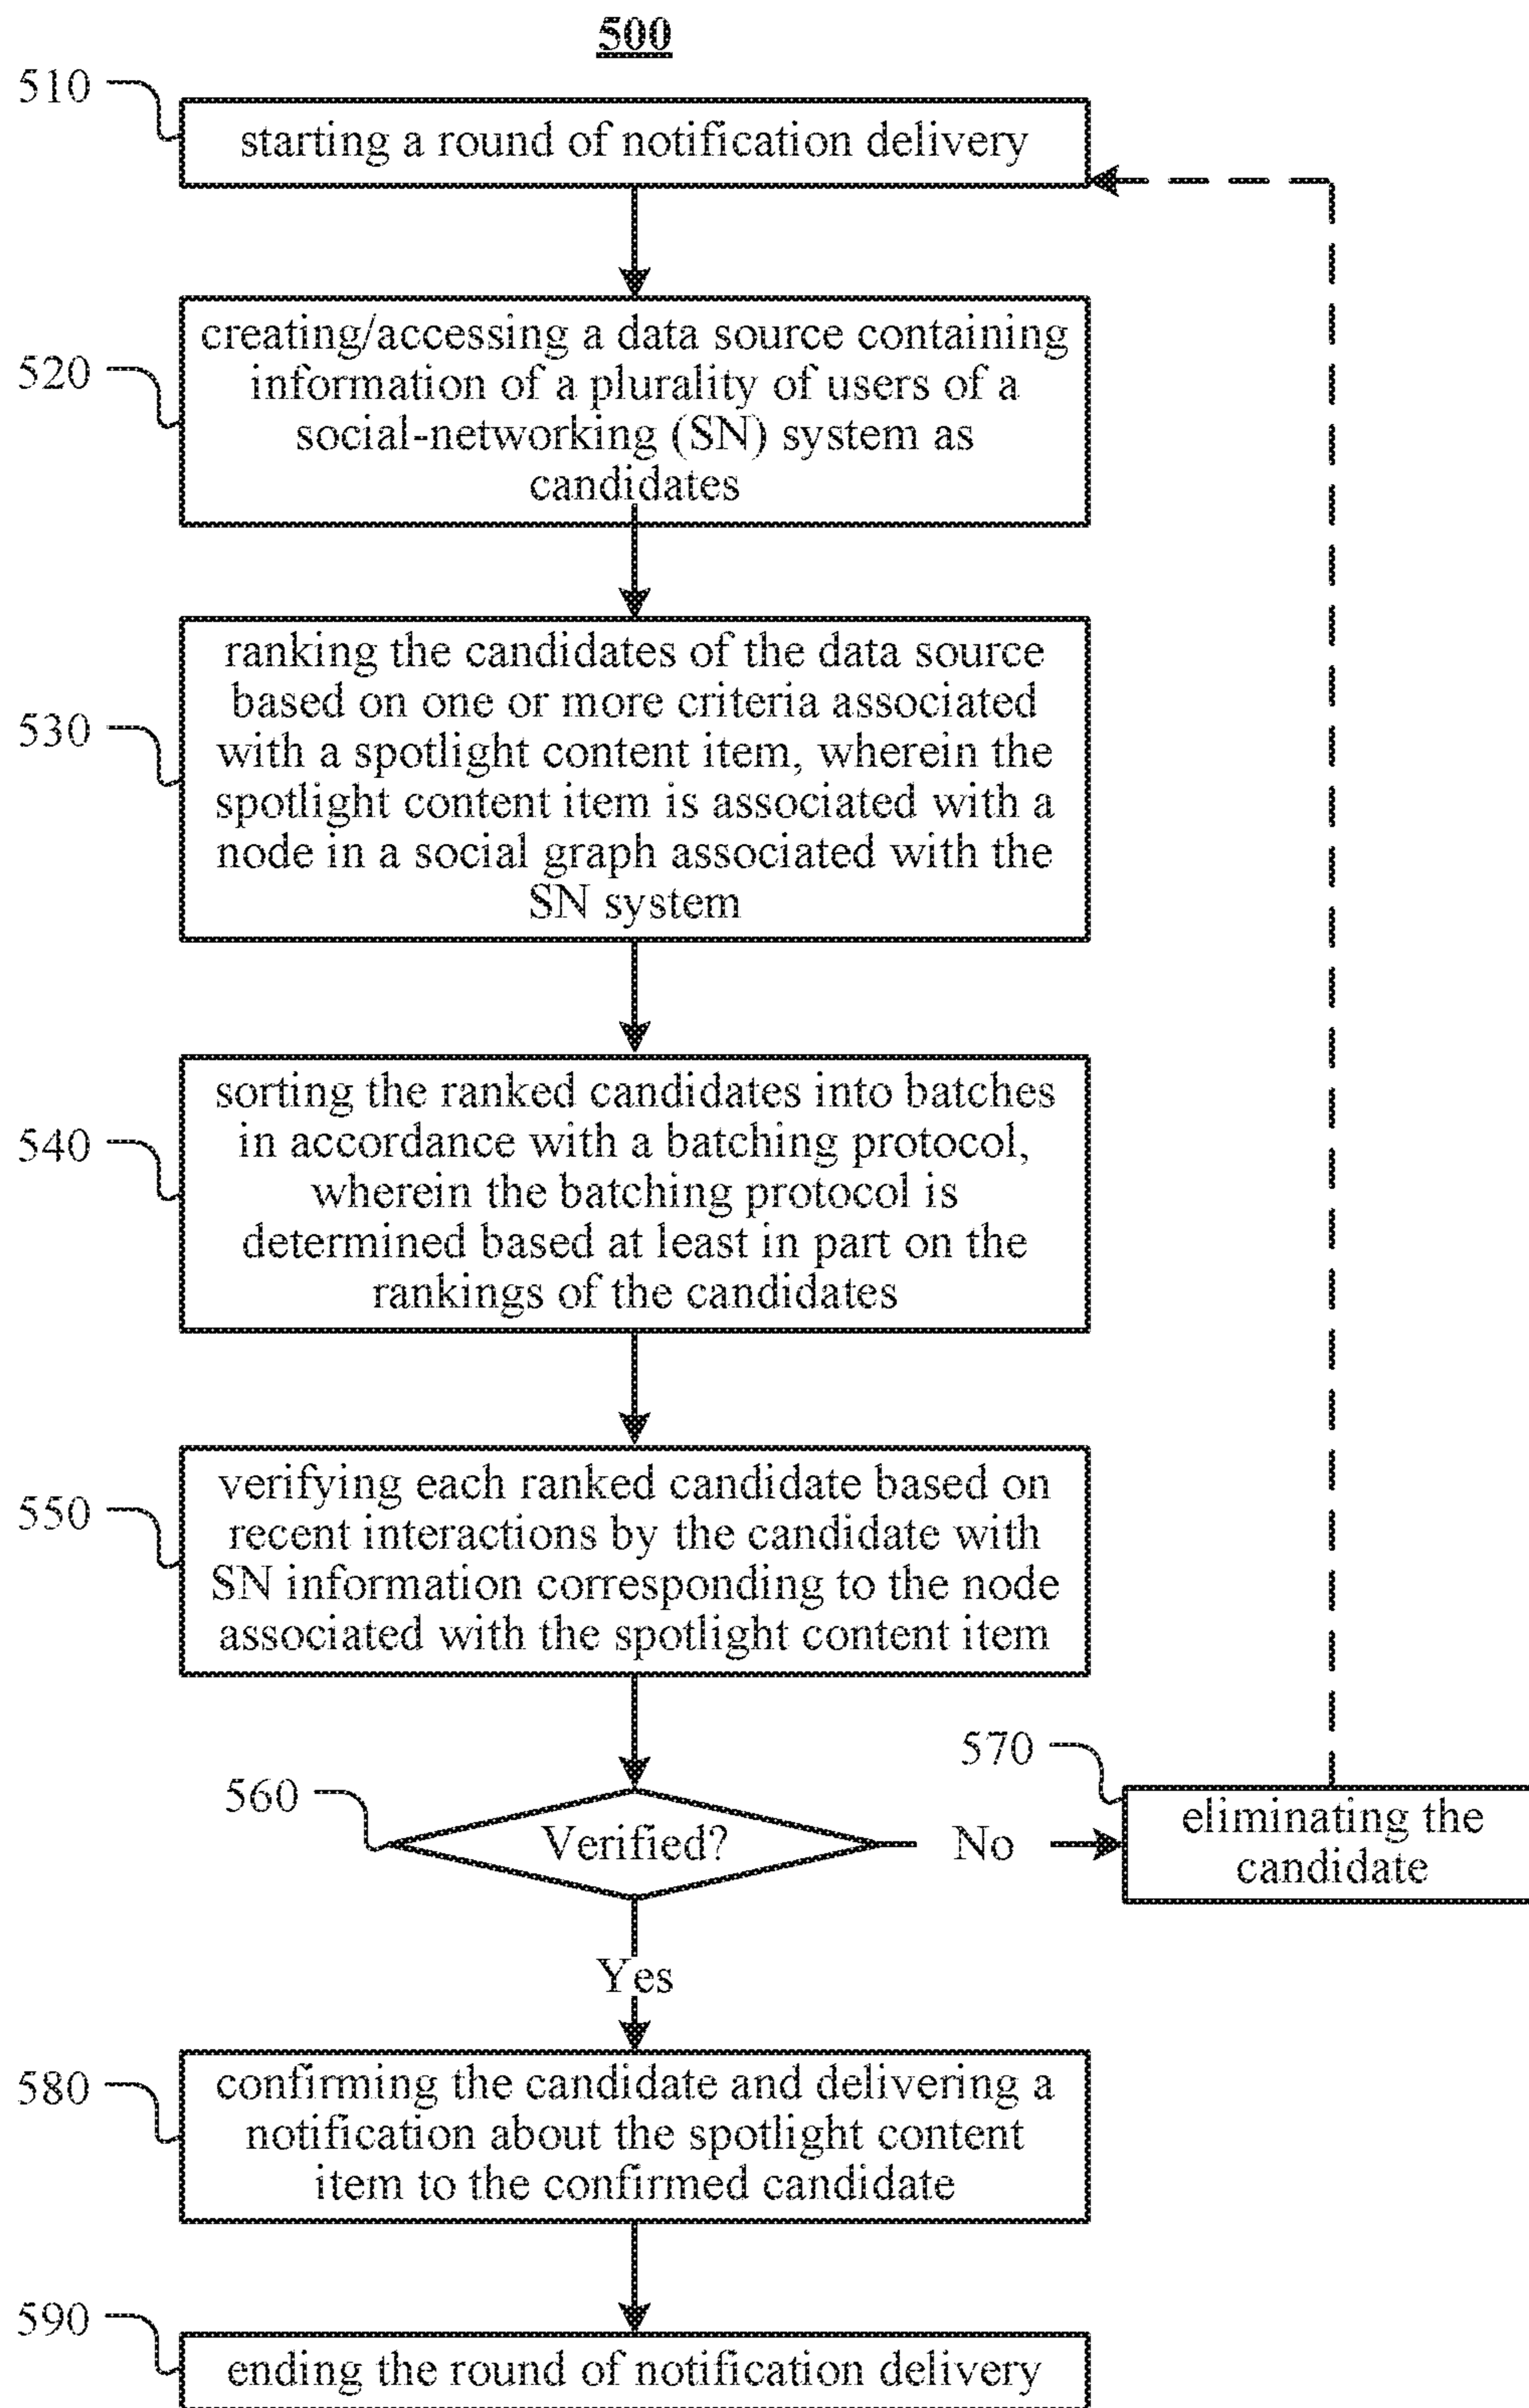 500
510
starting a round of notification delivery
520
creating/accessing a data source containing
information of a plurality of users of a
social-networking (SN) system as
candidates
530
ranking the candidates of the data source
based on one or more criteria associated
with a spotlight content item, wherein the
spotlight content item is associated with a
node in a social graph associated with the
SN system
540
sorting the ranked candidates into batches
in accordance with a batching protocol,
wherein the batching protocol is
determined based at least in part on the
rankings of the candidates
550
verifying each ranked candidate based on
recent interactions by the candidate with
SN information corresponding to the node
associated with the spotlight content item
560
Verified?
No
570
eliminating the
candidate
Yes
580
confirming the candidate and delivering a
notification about the spotlight content
item to the confirmed candidate
590
ending the round of notification delivery